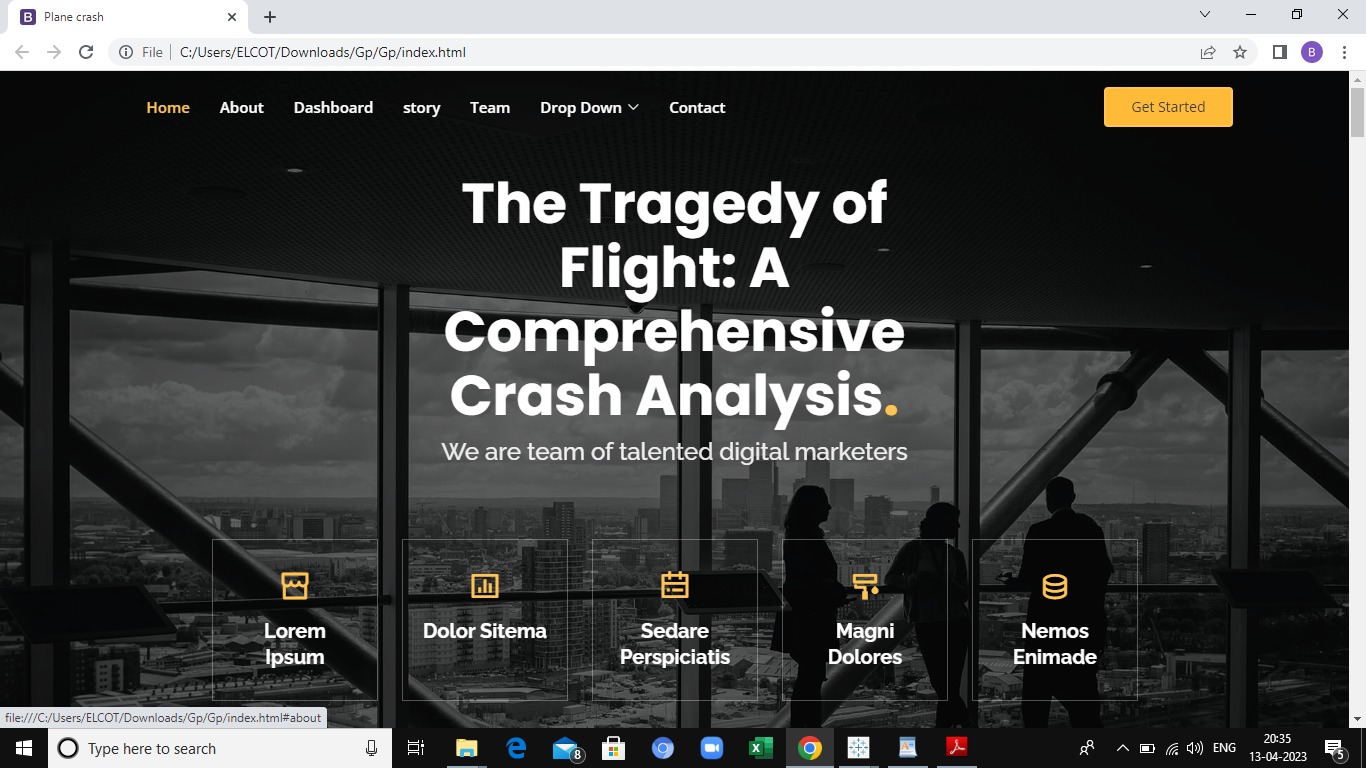 Plane crash
File
C:/Users/ELCOT/Downloads/Gp/Gp/index.html
B
Home About Dashboard story Team Drop Down Contact Get Started
The Tragedy of
Flight: A
Comprehensive
Crash Analysis.
We are team of talented digital marketers
Lorem
Ipsum
Dolor Sitema
Sedare
Perspiciatis
Magni
Dolores
Nemos
Enimade
file:///C:/Users/ELCOT/Downloads/Gp/Gp/index.html#about
Type here to search
8
ENG
20:35
13-04-2023
5